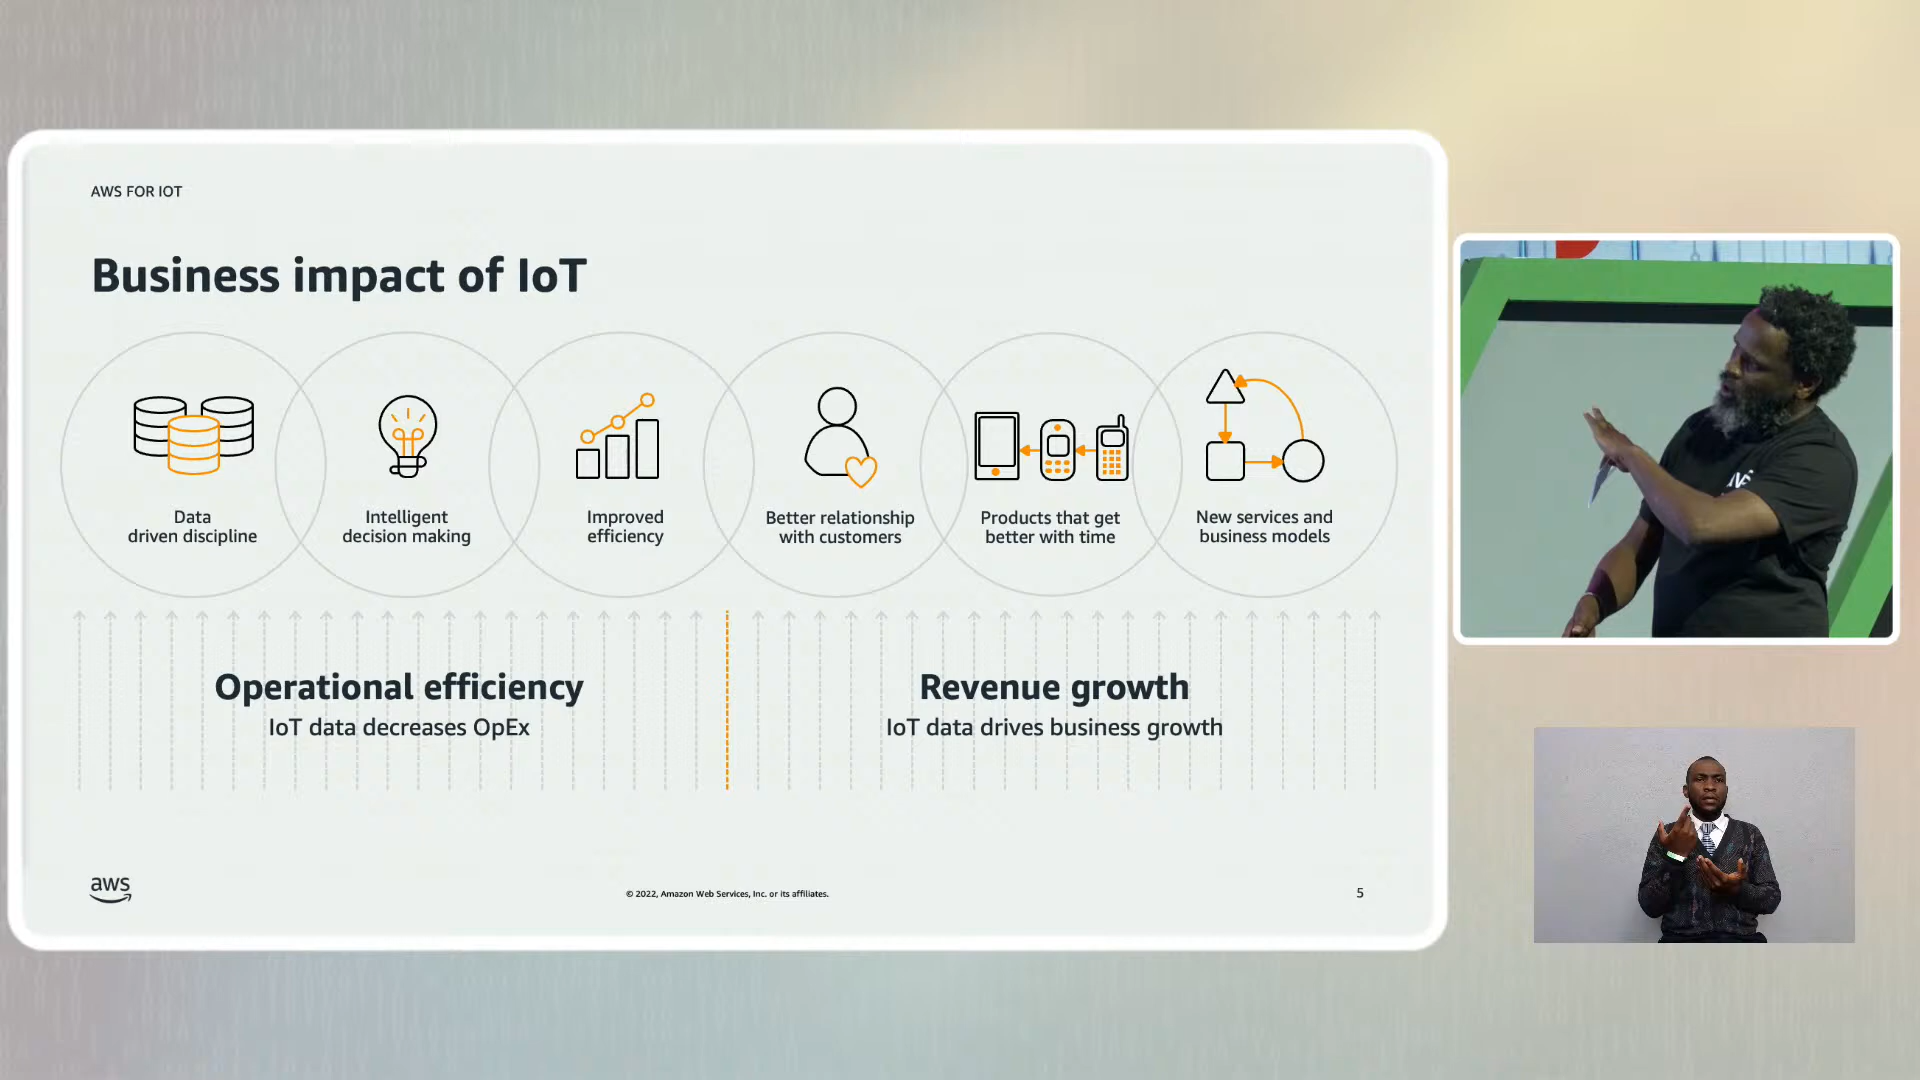 AWS FOR IOT
Business impact of IoT
Data
driven discipline
Intelligent
decision making
Improved
efficiency
Better relationship
with customers
Products that get
better with time
New services and
business models
Operational efficiency
IoT data decreases OpEx
Revenue growth
IoT data drives business growth
aws
© 2022, Amazon Web Services, Inc. or its affiliates.
5